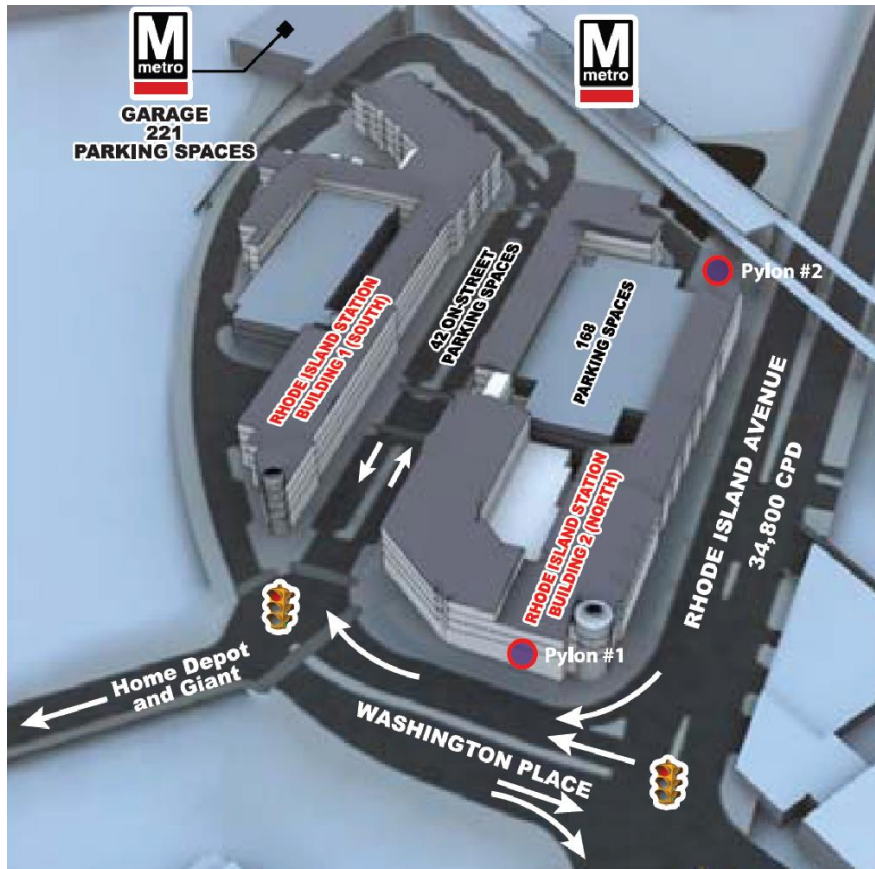 M
metro
GARAGE
221
PARKING SPACES
M
metro
Pylon #2
42 ON-STREET
PARKING SPACES
168
PARKING SPACES
RHODE ISLAND STATION
BUILDING 1 (SOUTH)
RHODE ISLAND AVENUE
34,800 CPD
RHODE ISLAND STATION
BUILDING 2 (NORTH)
Pylon #1
Home Depot
and Giant
WASHINGTON PLACE